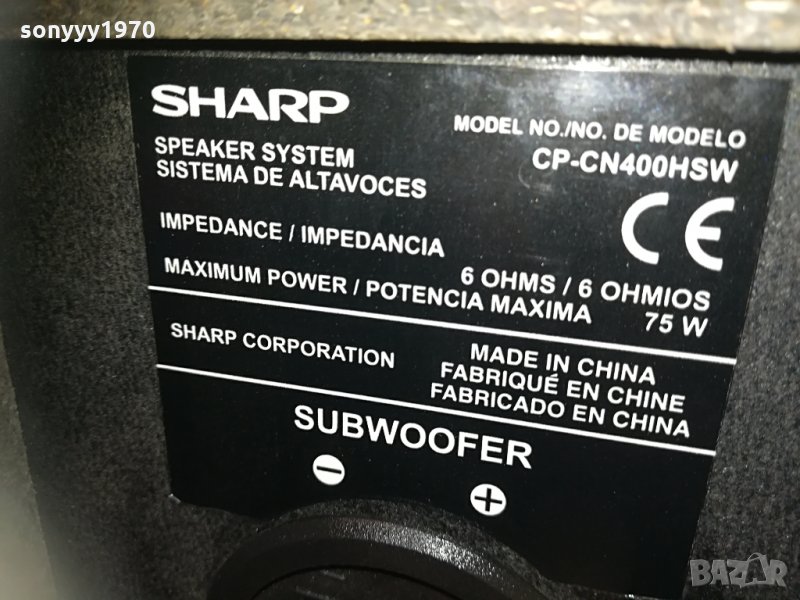 sonyyy1970
SHARP
SPEAKER SYSTEM
SISTEMA DE ALTAVOCES
MODEL NO./NO. DE MODELO
CP-CN400HSW
CE
IMPEDANCE / IMPEDANCIA
6 OHMS / 6 OHMIOS
MAXIMUM POWER / POTENCIA MAXIMA 75 W
SHARP CORPORATION
MADE IN CHINA
FABRIQUÉ EN CHINE
FABRICADO EN CHINA
SUBWOOFER
− +
BAZAR